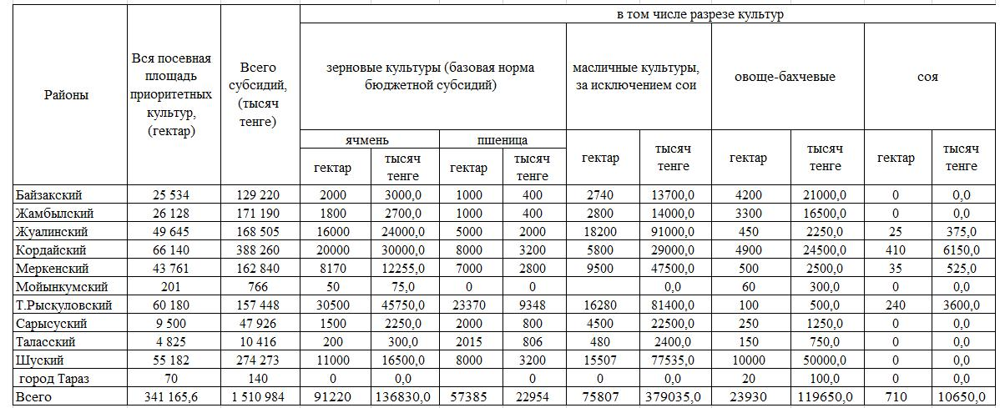 Районы
Вся посевная
площадь
приоритетных
культур,
(гектар)
Всего
субсидий,
(тысяч
тенге)
в том числе разрезе культур
зерновые культуры (базовая норма
бюджетной субсидий)
масличные культуры,
за исключением сои
овоще-бахчевые
соя
ячмень
пшеница
гектар
тысяч
тенге
гектар
тысяч
тенге
гектар
тысяч
тенге
гектар
тысяч
тенге
гектар
тысяч
тенге
Байзакский 25 534 129 220 2000 3000,0 1000 400 2740 13700,0 4200 21000,0 0 0,0
Жамбылский 26 128 171 190 1800 2700,0 1000 400 2800 14000,0 3300 16500,0 0 0,0
Жуалинский 49 645 168 505 16000 24000,0 5000 2000 18200 91000,0 450 2250,0 25 375,0
Кордайский 66 140 388 260 20000 30000,0 8000 3200 5800 29000,0 4900 24500,0 410 6150,0
Меркенский 43 761 162 840 8170 12255,0 7000 2800 9500 47500,0 500 2500,0 35 525,0
Мойынкумский 201 766 50 75,0 0 0 0,0 60 300,0 0 0,0
Т.Рыскуловский 60 180 157 448 30500 45750,0 23370 9348 16280 81400,0 100 500,0 240 3600,0
Сарысуский 9 500 47 926 1500 2250,0 2000 800 4500 22500,0 250 1250,0 0 0,0
Таласский 4 825 10 416 200 300,0 2015 806 480 2400,0 150 750,0 0 0,0
Шуский 55 182 274 273 11000 16500,0 8000 3200 15507 77535,0 10000 50000,0 0 0,0
город Тараз 70 140 0 0,0 0 0 0 0,0 20 100,0 0 0,0
Всего 341 165,6 1 510 984 91220 136830,0 57385 22954 75807 379035,0 23930 119650,0 710 10650,0